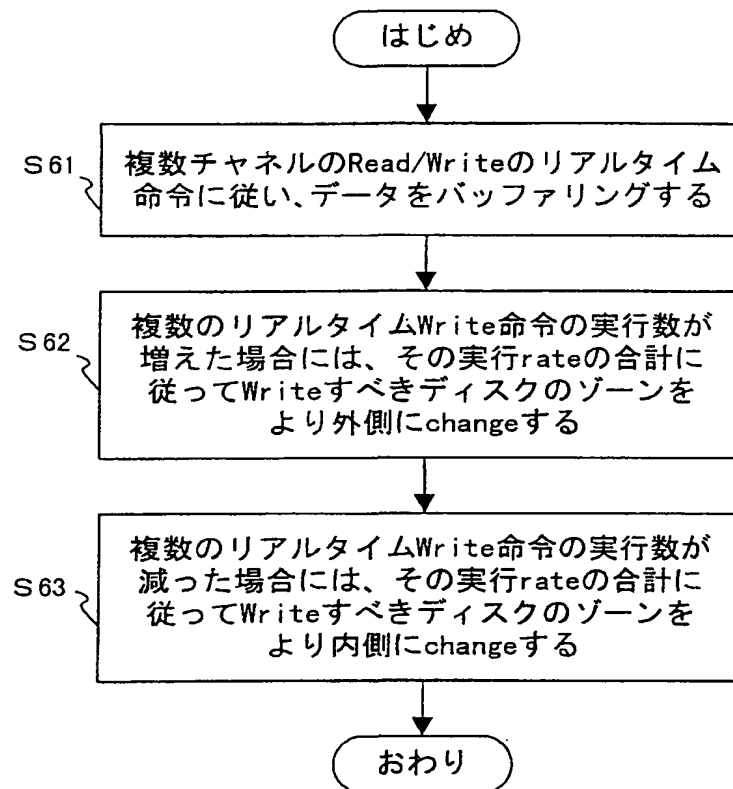 はじめ
S61
複数チャネルのRead/Writeのリアルタイム
命令に従い、データをバッファリングする
S62
複数のリアルタイムWrite命令の実行数が
増えた場合には、その実行rateの合計に
従ってWriteすべきディスクのゾーンを
より外側にchangeする
S63
複数のリアルタイムWrite命令の実行数が
減った場合には、その実行rateの合計に
従ってWriteすべきディスクのゾーンを
より内側にchangeする
おわり